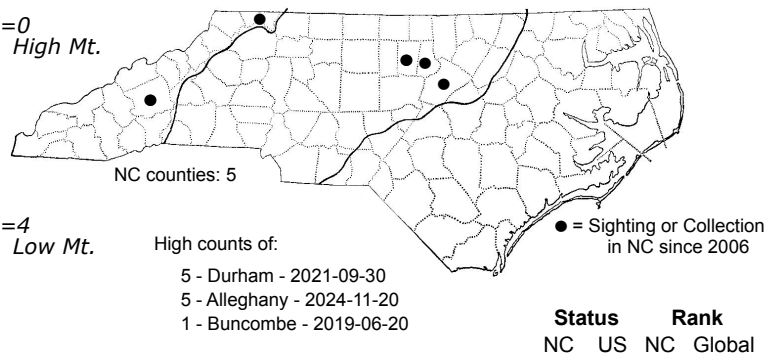 =0
High Mt.
NC counties: 5
=4
Low Mt.
High counts of:
5 - Durham - 2021-09-30
5 - Alleghany - 2024-11-20
1 - Buncombe - 2019-06-20
● = Sighting or Collection
in NC since 2006
Status Rank
NC US NC Global